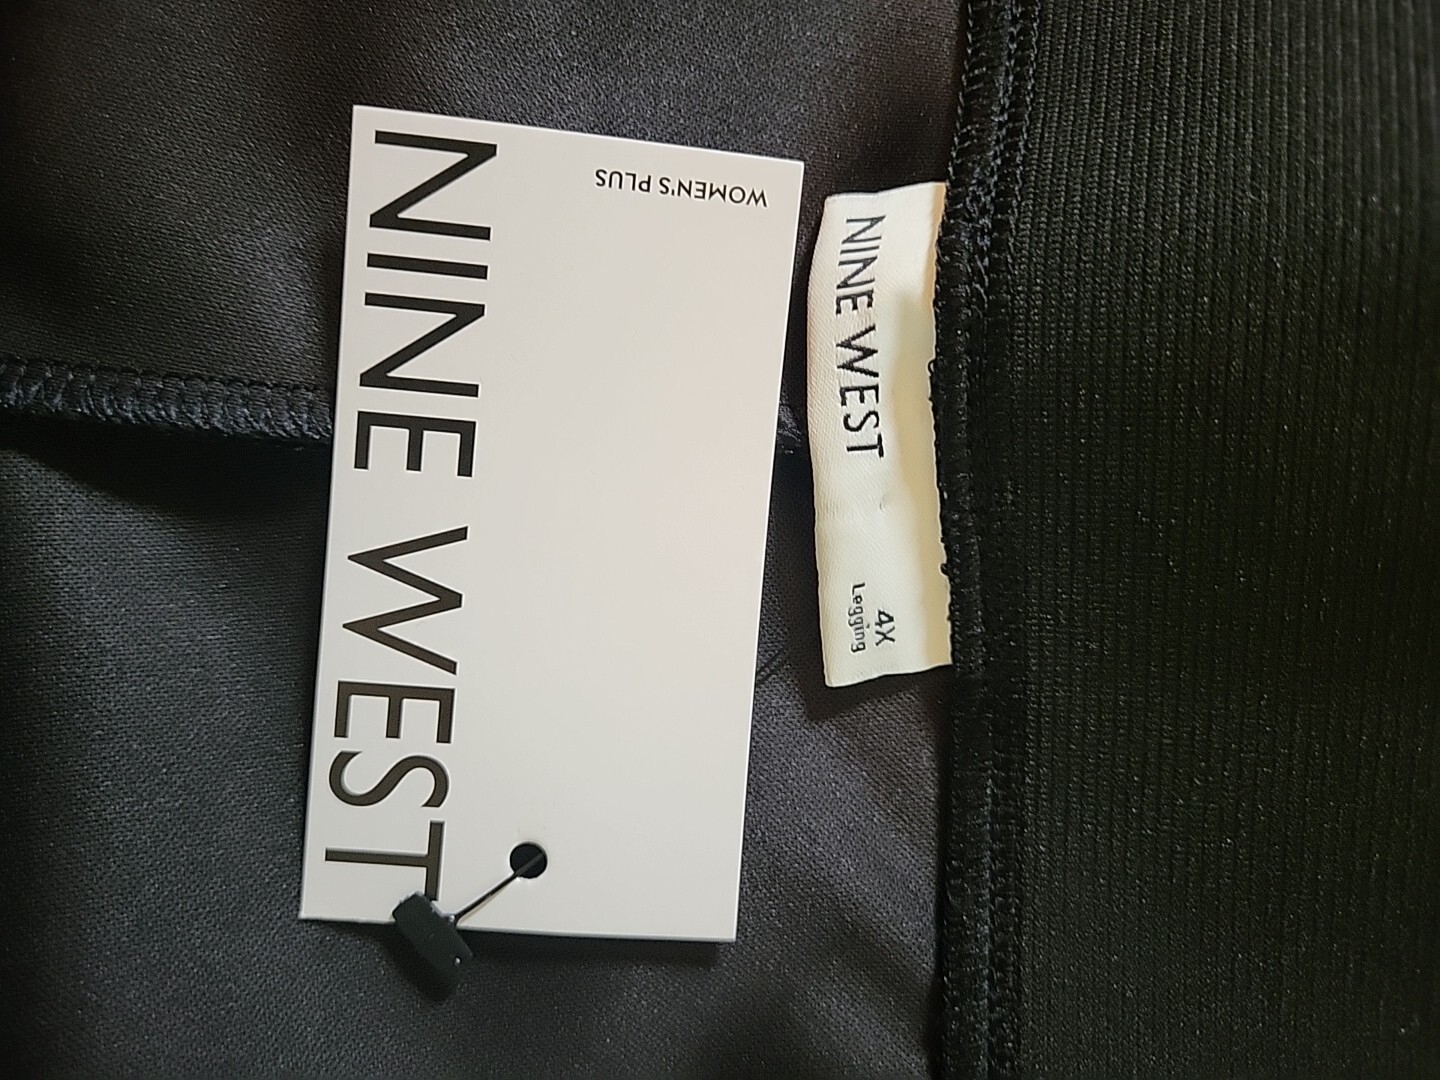 NINE WEST
WOMEN'S PLUS
NINE WEST
4X
Legging